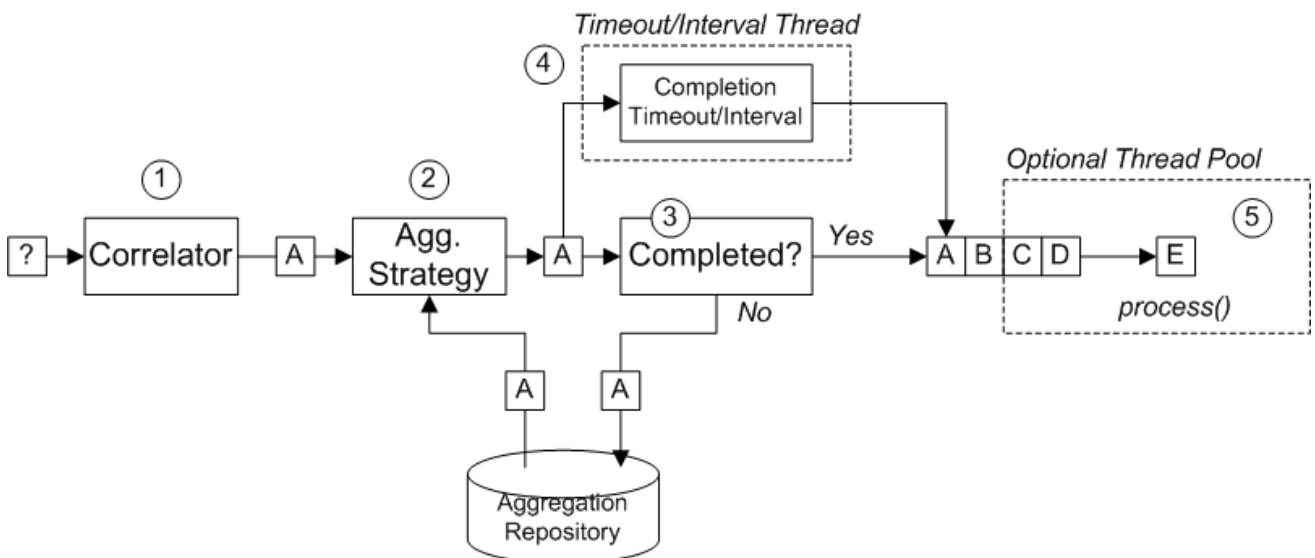 Timeout/Interval Thread
4
Completion
Timeout/Interval
Optional Thread Pool
1
2
3
5
?
Correlator
A
Agg.
Strategy
A
Completed?
Yes
A B C D
E
No
process()
A
A
Aggregation
Repository